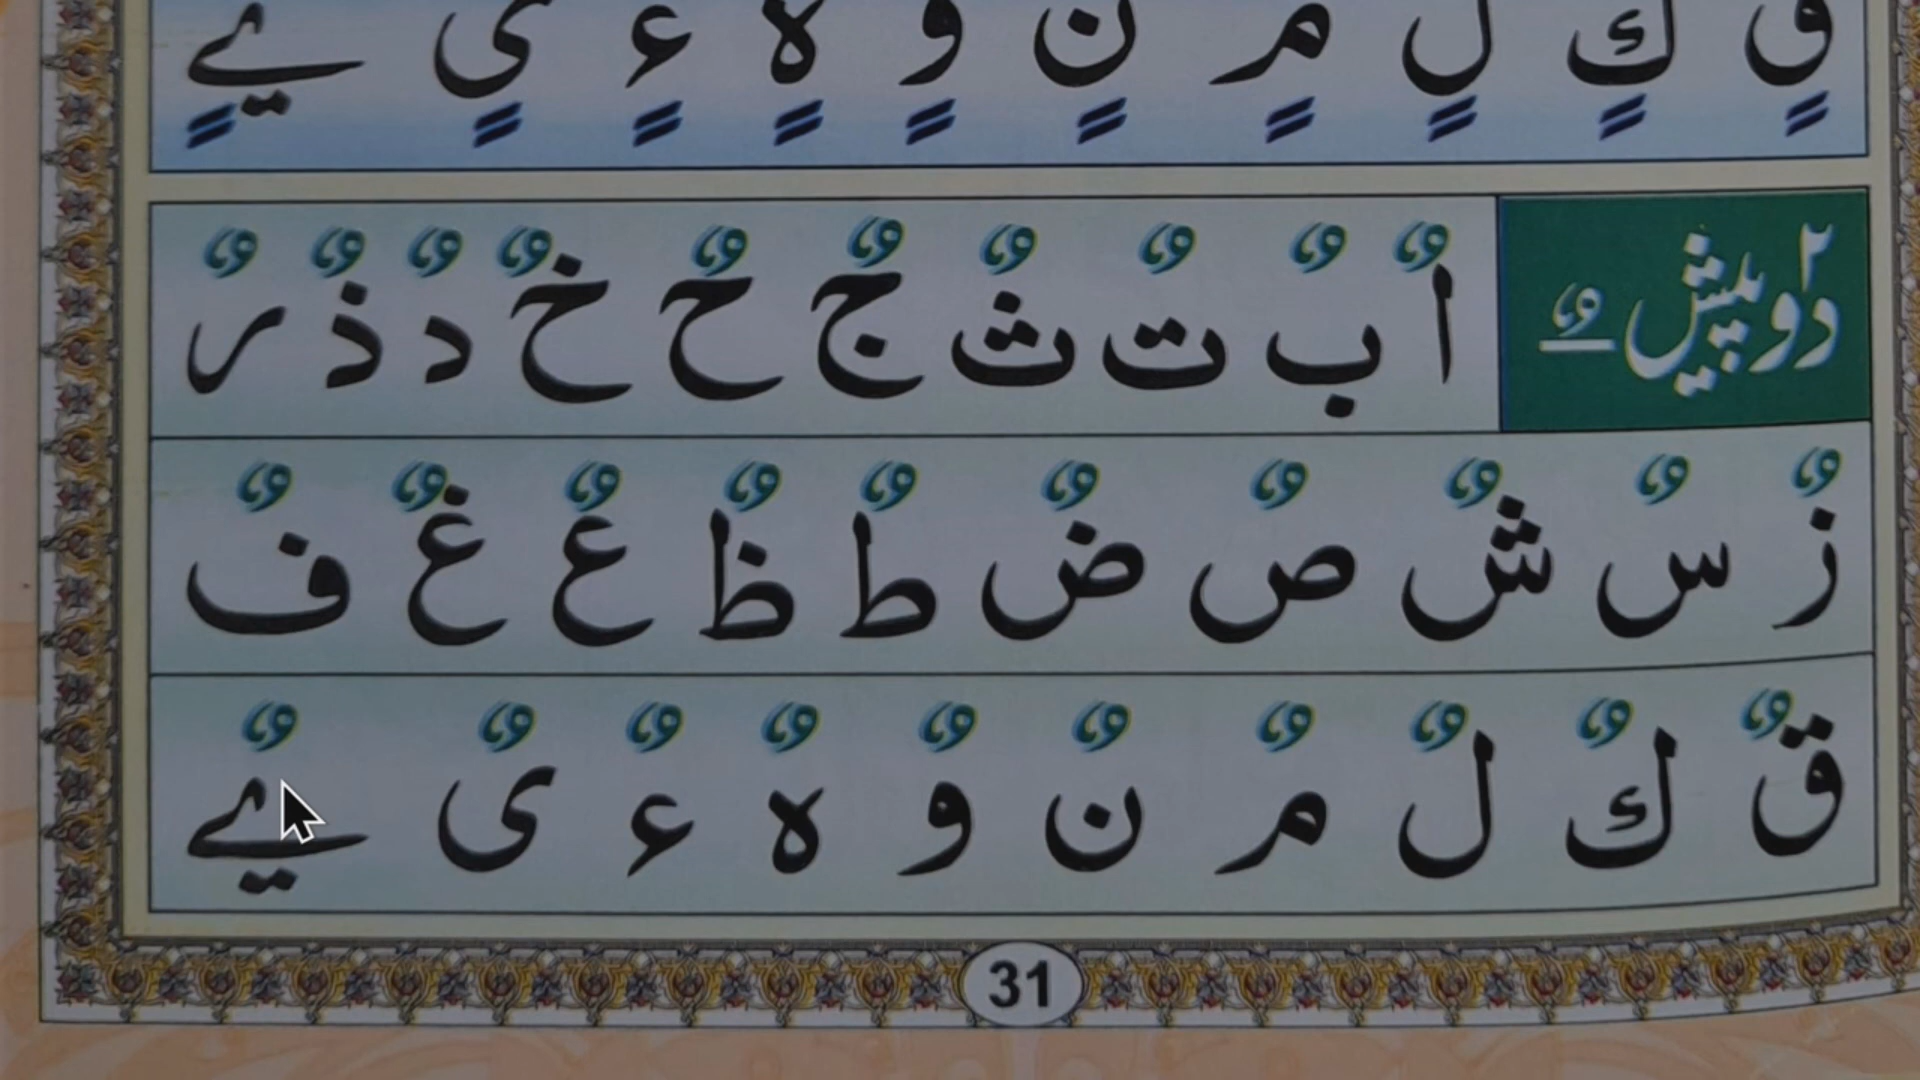 قٍ كٍ لٍ مٍ نٍ وٍ هٍ ءٍ ىٍ يٍے
۲ دو پیش ـٌ
اٌ بٌ تٌ ثٌ جٌ حٌ خٌ دٌ ذٌ رٌ
زٌ سٌ شٌ صٌ ضٌ طٌ ظٌ عٌ غٌ فٌ
قٌ كٌ لٌ مٌ نٌ وٌ هٌ ءٌ ىٌ يٌے
31